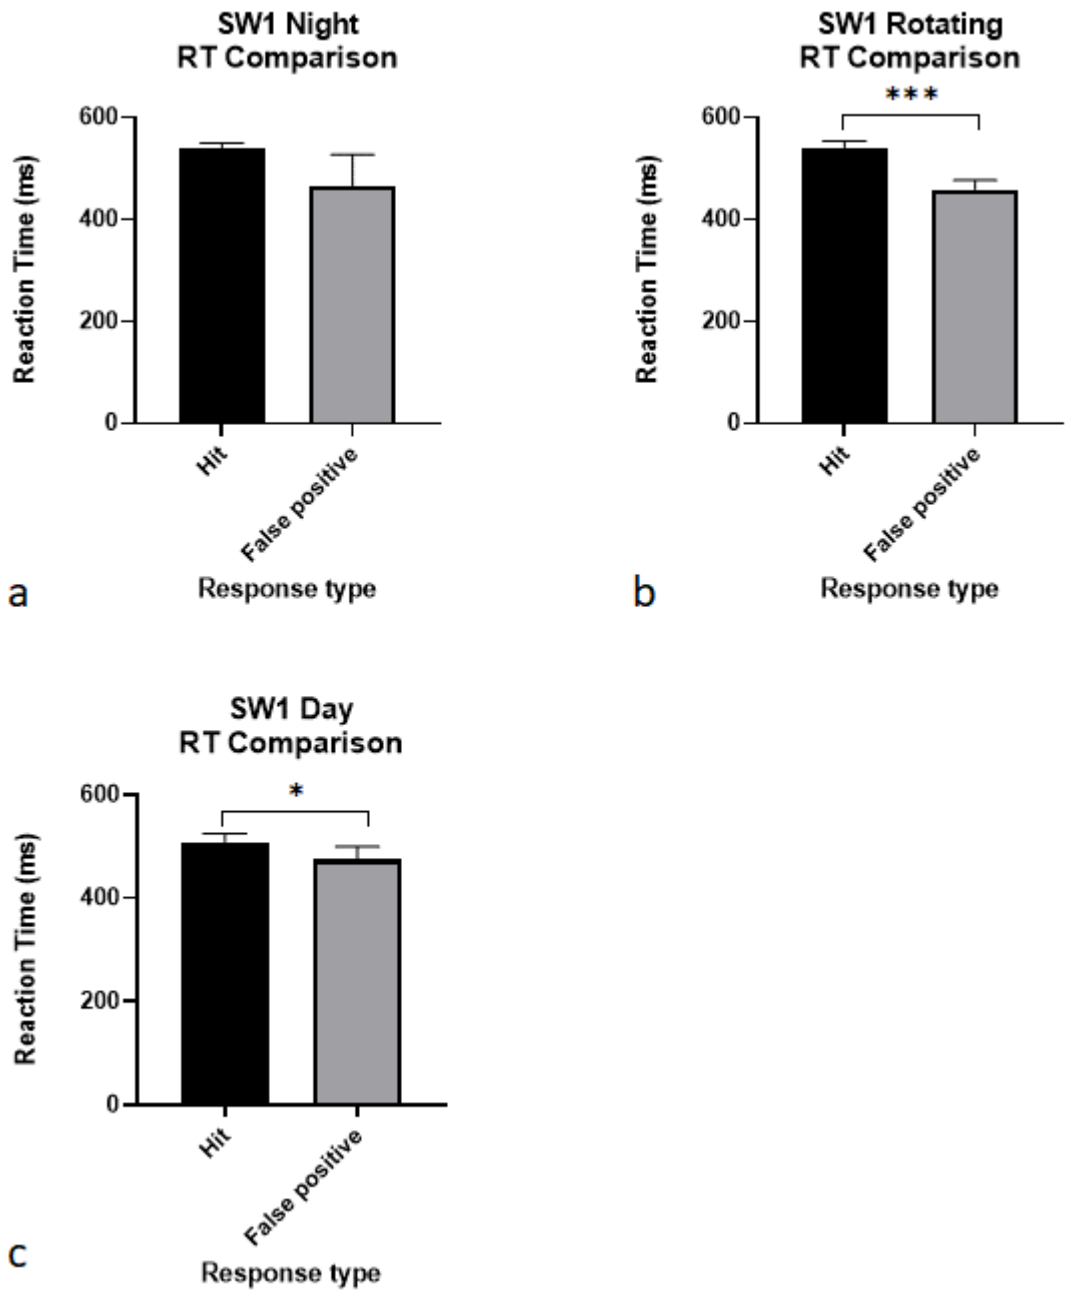 SW1 Night
RT Comparison
600
400
200
0
Reaction Time (ms)
Hit
False positive
Response type
a
SW1 Rotating
RT Comparison
***
600
400
200
0
Reaction Time (ms)
Hit
False positive
Response type
b
SW1 Day
RT Comparison
*
600
400
200
0
Reaction Time (ms)
Hit
False positive
Response type
c